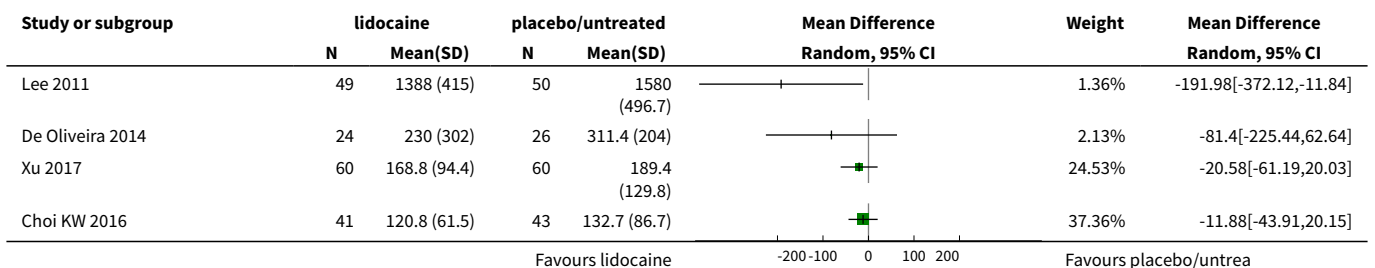 Study or subgroup lidocaine placebo/untreated Mean Difference Weight Mean Difference
N Mean(SD) N Mean(SD) Random, 95% CI Random, 95% CI
Lee 2011 49 1388 (415) 50 1580 1.36% -191.98[-372.12,-11.84]
(496.7)
De Oliveira 2014 24 230 (302) 26 311.4 (204) 2.13% -81.4[-225.44,62.64]
Xu 2017 60 168.8 (94.4) 60 189.4 24.53% -20.58[-61.19,20.03]
(129.8)
Choi KW 2016 41 120.8 (61.5) 43 132.7 (86.7) 37.36% -11.88[-43.91,20.15]
Favours lidocaine -200 -100 0 100 200 Favours placebo/untrea